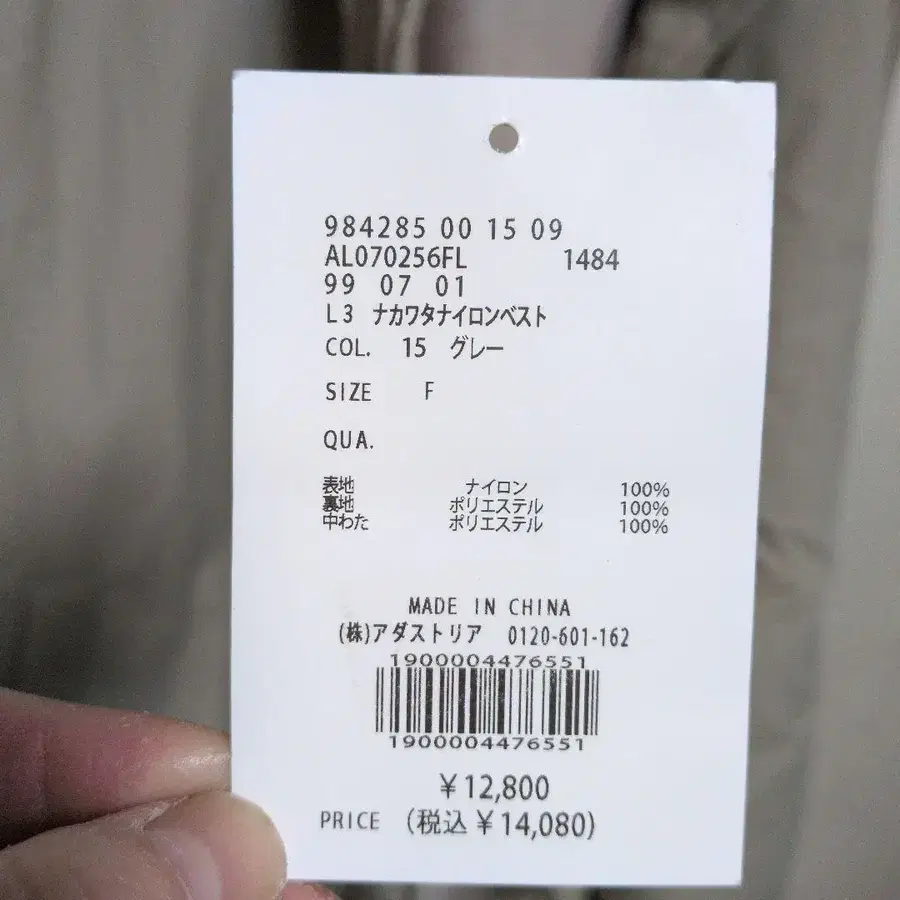 984285 00 15 09
AL070256FL 1484
99 07 01
L3 ナカワタナイロンベスト
COL. 15 グレー
SIZE F
QUA.
表地 ナイロン 100%
裏地 ポリエステル 100%
中わた ポリエステル 100%
MADE IN CHINA
(株)アダストリア 0120-601-162
1900004476551
1900004476551
¥12,800
PRICE (税込¥14,080)